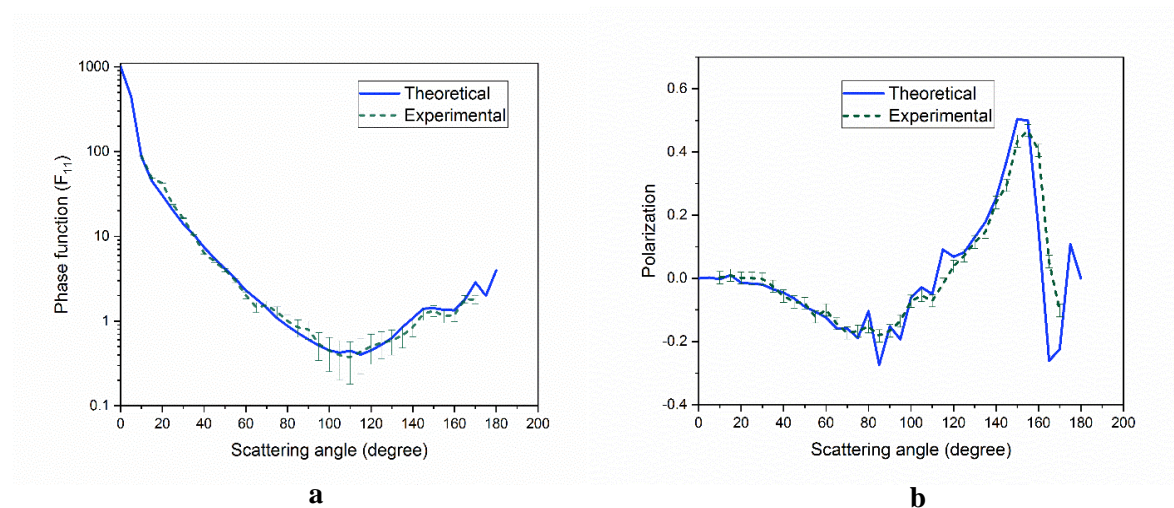 1000
100
10
1
0.1
Phase function (F₁₁)
Theoretical
Experimental
0 20 40 60 80 100 120 140 160 180 200
Scattering angle (degree)
a
0.6
0.4
0.2
0.0
-0.2
-0.4
Polarization
Theoretical
Experimental
0 20 40 60 80 100 120 140 160 180 200
Scattering angle (degree)
b